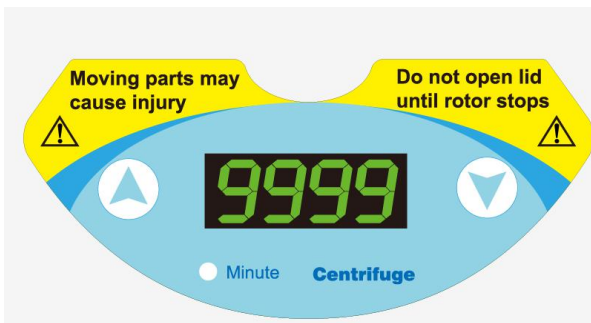 Moving parts may
cause injury
Do not open lid
until rotor stops
9999
Minute
Centrifuge